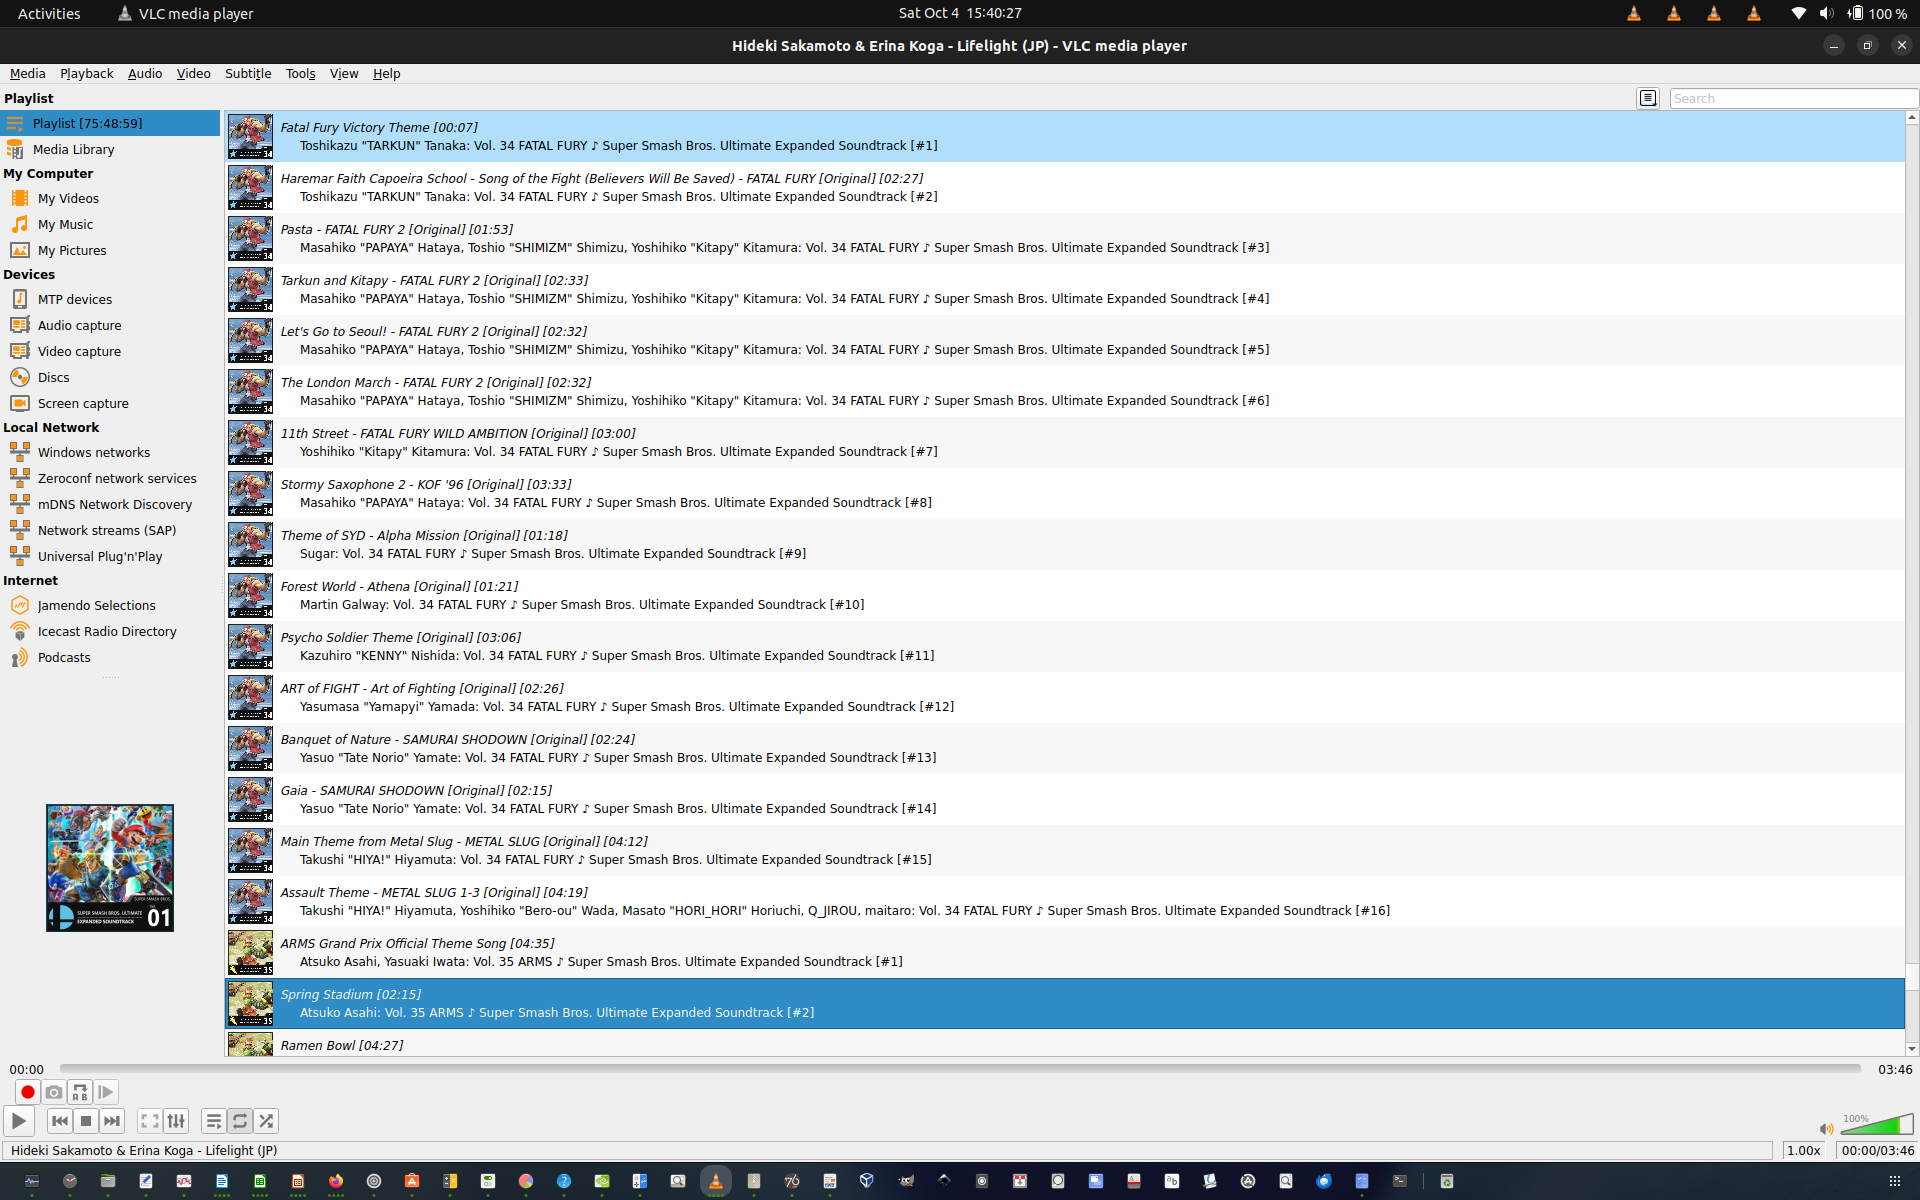 Activities VLC media player Sat Oct 4 15:40:27 100 %
Hideki Sakamoto & Erina Koga - Lifelight (JP) - VLC media player
Media Playback Audio Video Subtitle Tools View Help
Playlist
Search
Playlist [75:48:59]
Media Library
My Computer
My Videos
My Music
My Pictures
Devices
MTP devices
Audio capture
Video capture
Discs
Screen capture
Local Network
Windows networks
Zeroconf network services
mDNS Network Discovery
Network streams (SAP)
Universal Plug'n'Play
Internet
Jamendo Selections
Icecast Radio Directory
Podcasts
SUPER SMASH BROS. ULTIMATE
EXPANDED SOUNDTRACK
01
Fatal Fury Victory Theme [00:07]
Toshikazu "TARKUN" Tanaka: Vol. 34 FATAL FURY ♪ Super Smash Bros. Ultimate Expanded Soundtrack [#1]
Haremar Faith Capoeira School - Song of the Fight (Believers Will Be Saved) - FATAL FURY [Original] [02:27]
Toshikazu "TARKUN" Tanaka: Vol. 34 FATAL FURY ♪ Super Smash Bros. Ultimate Expanded Soundtrack [#2]
Pasta - FATAL FURY 2 [Original] [01:53]
Masahiko "PAPAYA" Hataya, Toshio "SHIMIZM" Shimizu, Yoshihiko "Kitapy" Kitamura: Vol. 34 FATAL FURY ♪ Super Smash Bros. Ultimate Expanded Soundtrack [#3]
Tarkun and Kitapy - FATAL FURY 2 [Original] [02:33]
Masahiko "PAPAYA" Hataya, Toshio "SHIMIZM" Shimizu, Yoshihiko "Kitapy" Kitamura: Vol. 34 FATAL FURY ♪ Super Smash Bros. Ultimate Expanded Soundtrack [#4]
Let's Go to Seoul! - FATAL FURY 2 [Original] [02:32]
Masahiko "PAPAYA" Hataya, Toshio "SHIMIZM" Shimizu, Yoshihiko "Kitapy" Kitamura: Vol. 34 FATAL FURY ♪ Super Smash Bros. Ultimate Expanded Soundtrack [#5]
The London March - FATAL FURY 2 [Original] [02:32]
Masahiko "PAPAYA" Hataya, Toshio "SHIMIZM" Shimizu, Yoshihiko "Kitapy" Kitamura: Vol. 34 FATAL FURY ♪ Super Smash Bros. Ultimate Expanded Soundtrack [#6]
11th Street - FATAL FURY WILD AMBITION [Original] [03:00]
Yoshihiko "Kitapy" Kitamura: Vol. 34 FATAL FURY ♪ Super Smash Bros. Ultimate Expanded Soundtrack [#7]
Stormy Saxophone 2 - KOF '96 [Original] [03:33]
Masahiko "PAPAYA" Hataya: Vol. 34 FATAL FURY ♪ Super Smash Bros. Ultimate Expanded Soundtrack [#8]
Theme of SYD - Alpha Mission [Original] [01:18]
Sugar: Vol. 34 FATAL FURY ♪ Super Smash Bros. Ultimate Expanded Soundtrack [#9]
Forest World - Athena [Original] [01:21]
Martin Galway: Vol. 34 FATAL FURY ♪ Super Smash Bros. Ultimate Expanded Soundtrack [#10]
Psycho Soldier Theme [Original] [03:06]
Kazuhiro "KENNY" Nishida: Vol. 34 FATAL FURY ♪ Super Smash Bros. Ultimate Expanded Soundtrack [#11]
ART of FIGHT - Art of Fighting [Original] [02:26]
Yasumasa "Yamapyi" Yamada: Vol. 34 FATAL FURY ♪ Super Smash Bros. Ultimate Expanded Soundtrack [#12]
Banquet of Nature - SAMURAI SHODOWN [Original] [02:24]
Yasuo "Tate Norio" Yamate: Vol. 34 FATAL FURY ♪ Super Smash Bros. Ultimate Expanded Soundtrack [#13]
Gaia - SAMURAI SHODOWN [Original] [02:15]
Yasuo "Tate Norio" Yamate: Vol. 34 FATAL FURY ♪ Super Smash Bros. Ultimate Expanded Soundtrack [#14]
Main Theme from Metal Slug - METAL SLUG [Original] [04:12]
Takushi "HIYA!" Hiyamuta: Vol. 34 FATAL FURY ♪ Super Smash Bros. Ultimate Expanded Soundtrack [#15]
Assault Theme - METAL SLUG 1-3 [Original] [04:19]
Takushi "HIYA!" Hiyamuta, Yoshihiko "Bero-ou" Wada, Masato "HORI_HORI" Horiuchi, Q_JIROU, maitaro: Vol. 34 FATAL FURY ♪ Super Smash Bros. Ultimate Expanded Soundtrack [#16]
ARMS Grand Prix Official Theme Song [04:35]
Atsuko Asahi, Yasuaki Iwata: Vol. 35 ARMS ♪ Super Smash Bros. Ultimate Expanded Soundtrack [#1]
Spring Stadium [02:15]
Atsuko Asahi: Vol. 35 ARMS ♪ Super Smash Bros. Ultimate Expanded Soundtrack [#2]
Ramen Bowl [04:27]
00:00 03:46
100%
Hideki Sakamoto & Erina Koga - Lifelight (JP) 1.00x 00:00/03:46